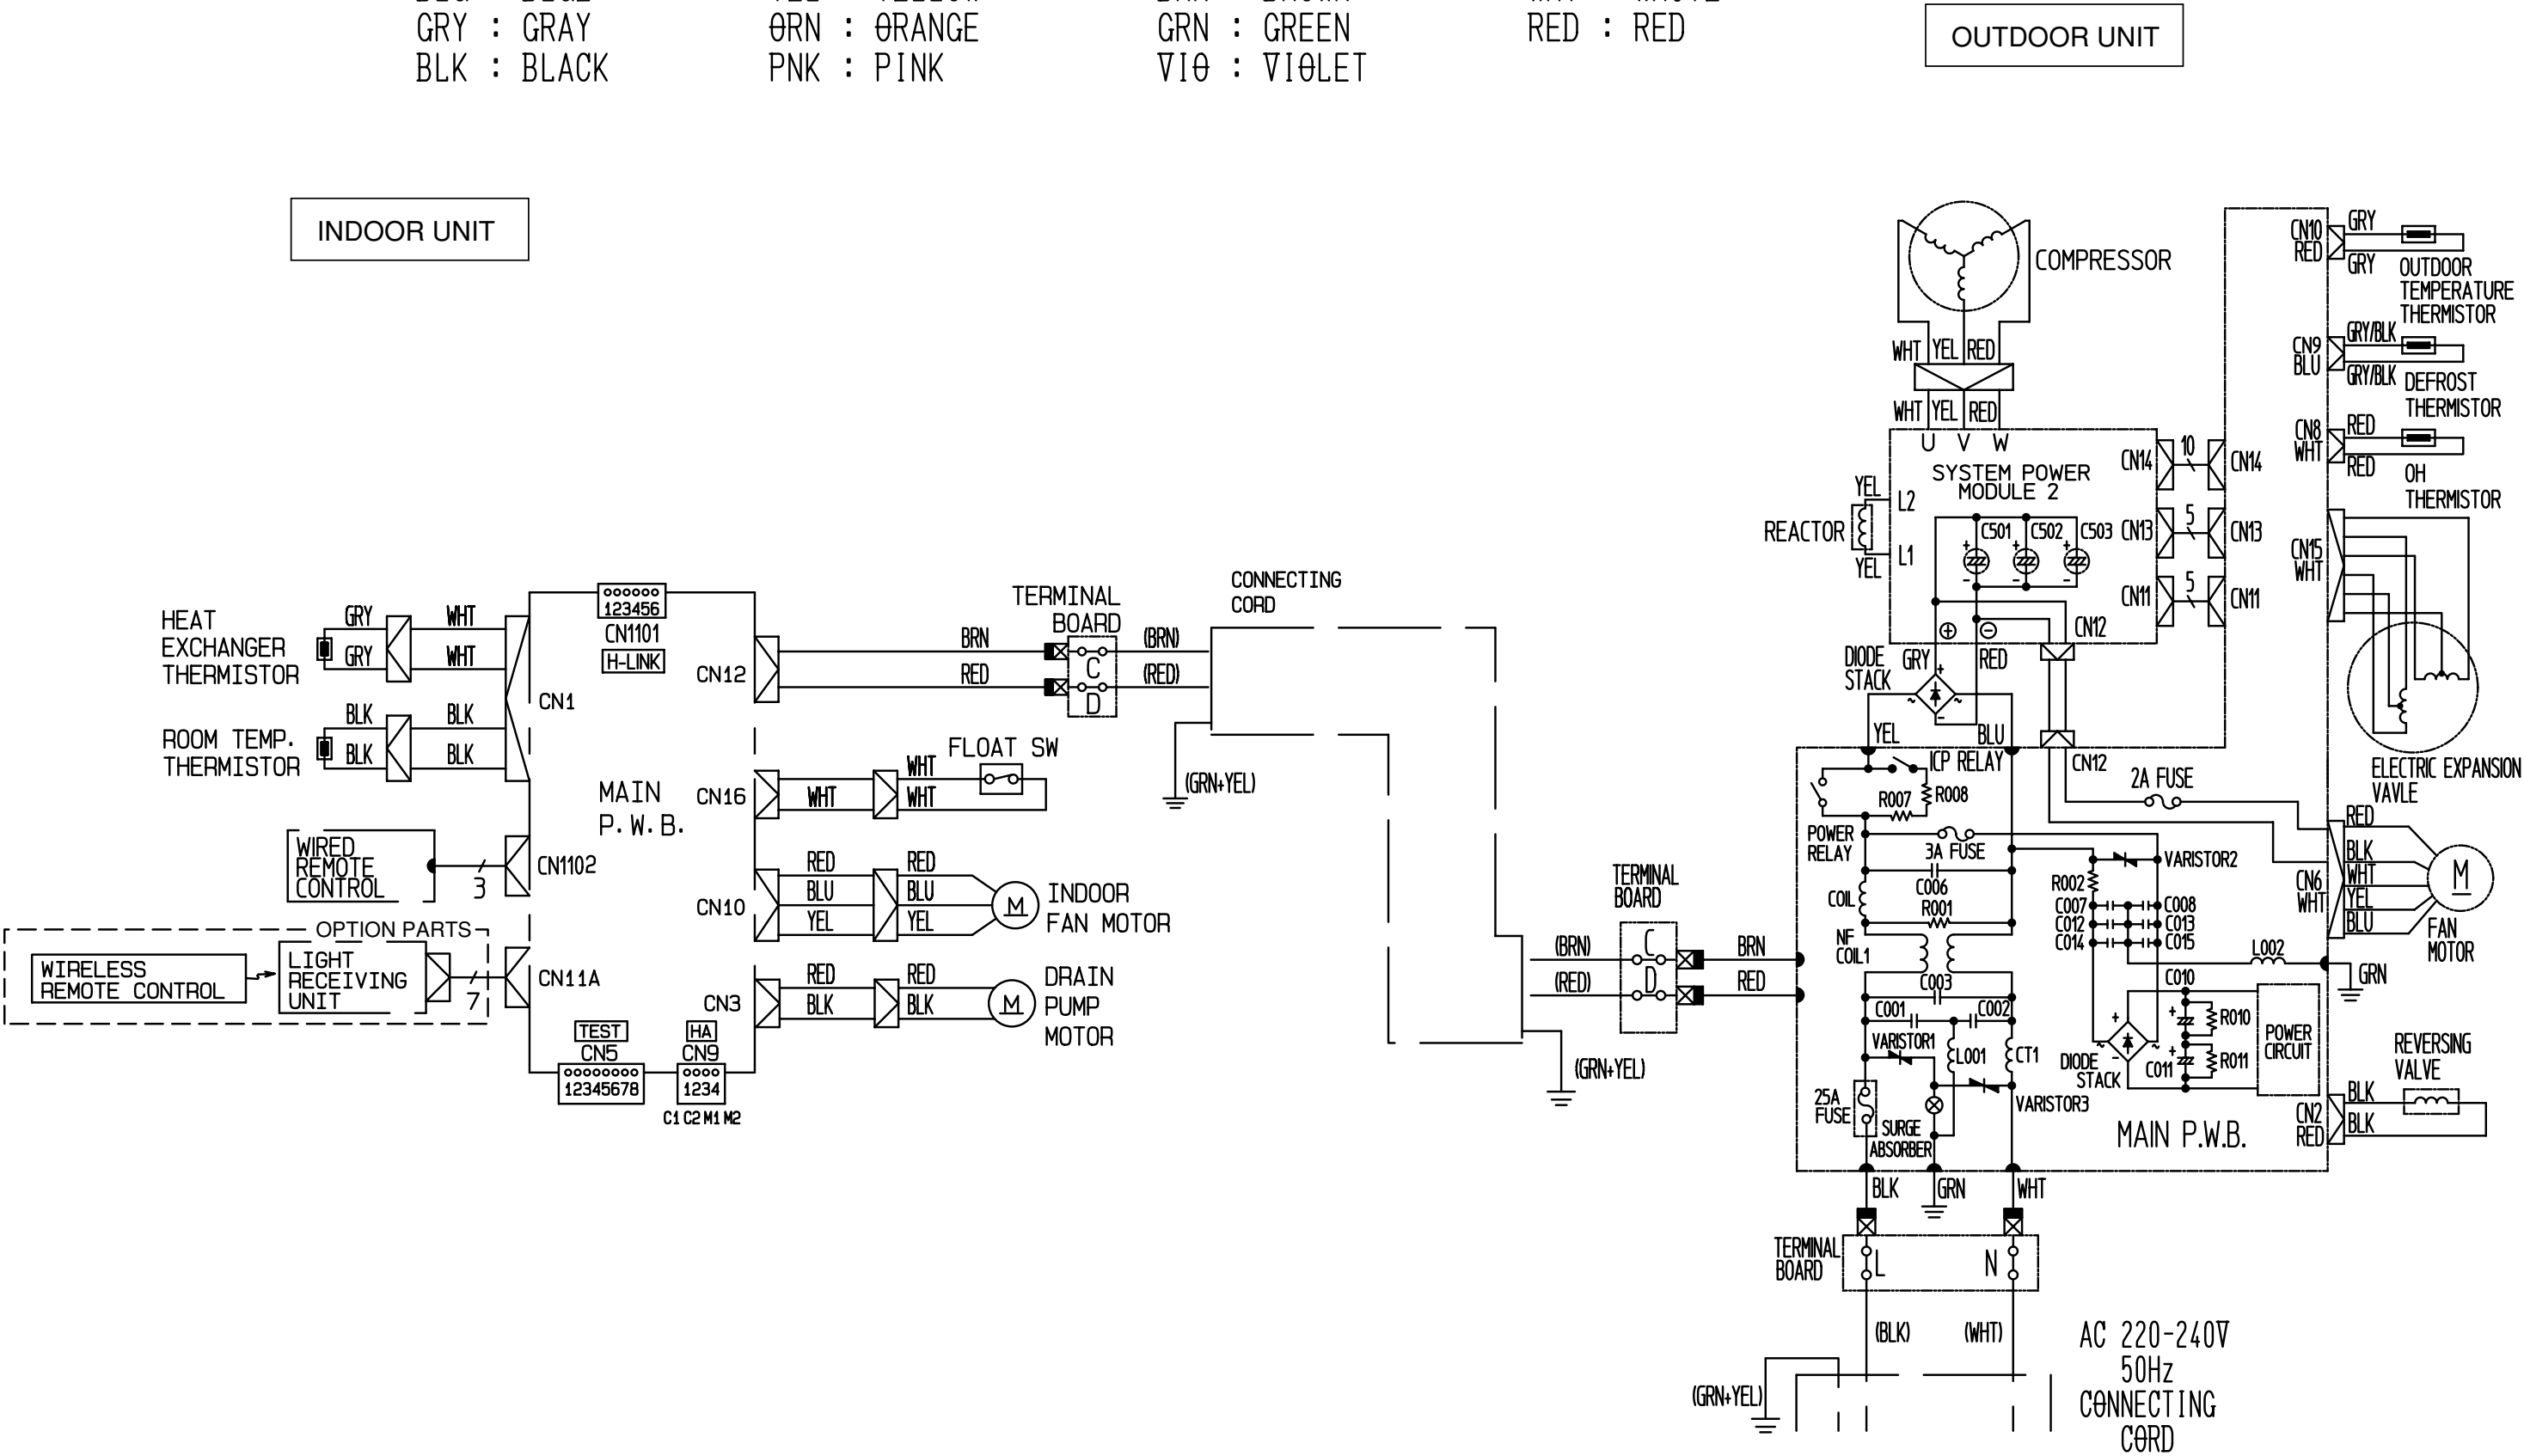 GRY : GRAY
ORN : ORANGE
GRN : GREEN
RED : RED
BLK : BLACK
PNK : PINK
VIO : VIOLET
OUTDOOR UNIT
INDOOR UNIT
HEAT
EXCHANGER
THERMISTOR
GRY
WHT
GRY
WHT
ROOM TEMP.
THERMISTOR
BLK
BLK
BLK
BLK
CN1
WIRED
REMOTE
CONTROL
3
CN1102
OPTION PARTS
WIRELESS
REMOTE CONTROL
LIGHT
RECEIVING
UNIT
7
CN11A
123456
CN1101
H-LINK
MAIN
P.W.B.
TEST
CN5
12345678
HA
CN9
1234
C1 C2 M1 M2
CN12
BRN
RED
TERMINAL
BOARD
C
D
(BRN)
(RED)
CONNECTING
CORD
(GRN+YEL)
CN16
WHT
WHT
WHT
FLOAT SW
CN10
RED
BLU
YEL
RED
BLU
YEL
M
INDOOR
FAN MOTOR
CN3
RED
BLK
RED
BLK
M
DRAIN
PUMP
MOTOR
(BRN)
(RED)
(GRN+YEL)
TERMINAL
BOARD
C
D
BRN
RED
COMPRESSOR
WHT YEL RED
WHT YEL RED
U V W
SYSTEM POWER
MODULE 2
REACTOR
YEL
YEL
L2
L1
C501
C502
C503
+ + +
- - -
CN14
10
CN14
CN13
5
CN13
CN11
5
CN11
+
-
CN12
DIODE
STACK
GRY
RED
+
~ ~
-
YEL
BLU
CN12
ICP RELAY
R007
R008
POWER
RELAY
3A FUSE
2A FUSE
COIL
C006
R001
NF
COIL1
C003
C001
C002
VARISTOR1
L001
CT1
25A
FUSE
SURGE
ABSORBER
VARISTOR3
VARISTOR2
R002
C007
C008
C012
C013
C014
C015
L002
C010
+
R010
+
C011
R011
+
~ ~
-
DIODE
STACK
POWER
CIRCUIT
MAIN P.W.B.
BLK
GRN
WHT
TERMINAL
BOARD
L
N
(BLK)
(WHT)
(GRN+YEL)
AC 220-240V
50Hz
CONNECTING
CORD
CN10
RED
GRY
GRY
OUTDOOR
TEMPERATURE
THERMISTOR
CN9
BLU
GRY/BLK
GRY/BLK
DEFROST
THERMISTOR
CN8
WHT
RED
RED
OH
THERMISTOR
CN15
WHT
ELECTRIC EXPANSION
VAVLE
CN6
WHT
RED
BLK
WHT
YEL
BLU
M
FAN
MOTOR
GRN
REVERSING
VALVE
CN2
RED
BLK
BLK